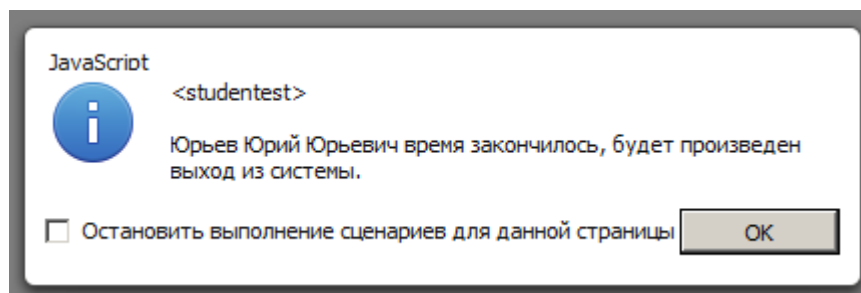 JavaScript
<studentest>
Юрьев Юрий Юрьевич время закончилось, будет произведен
выход из системы.
Остановить выполнение сценариев для данной страницы
OK